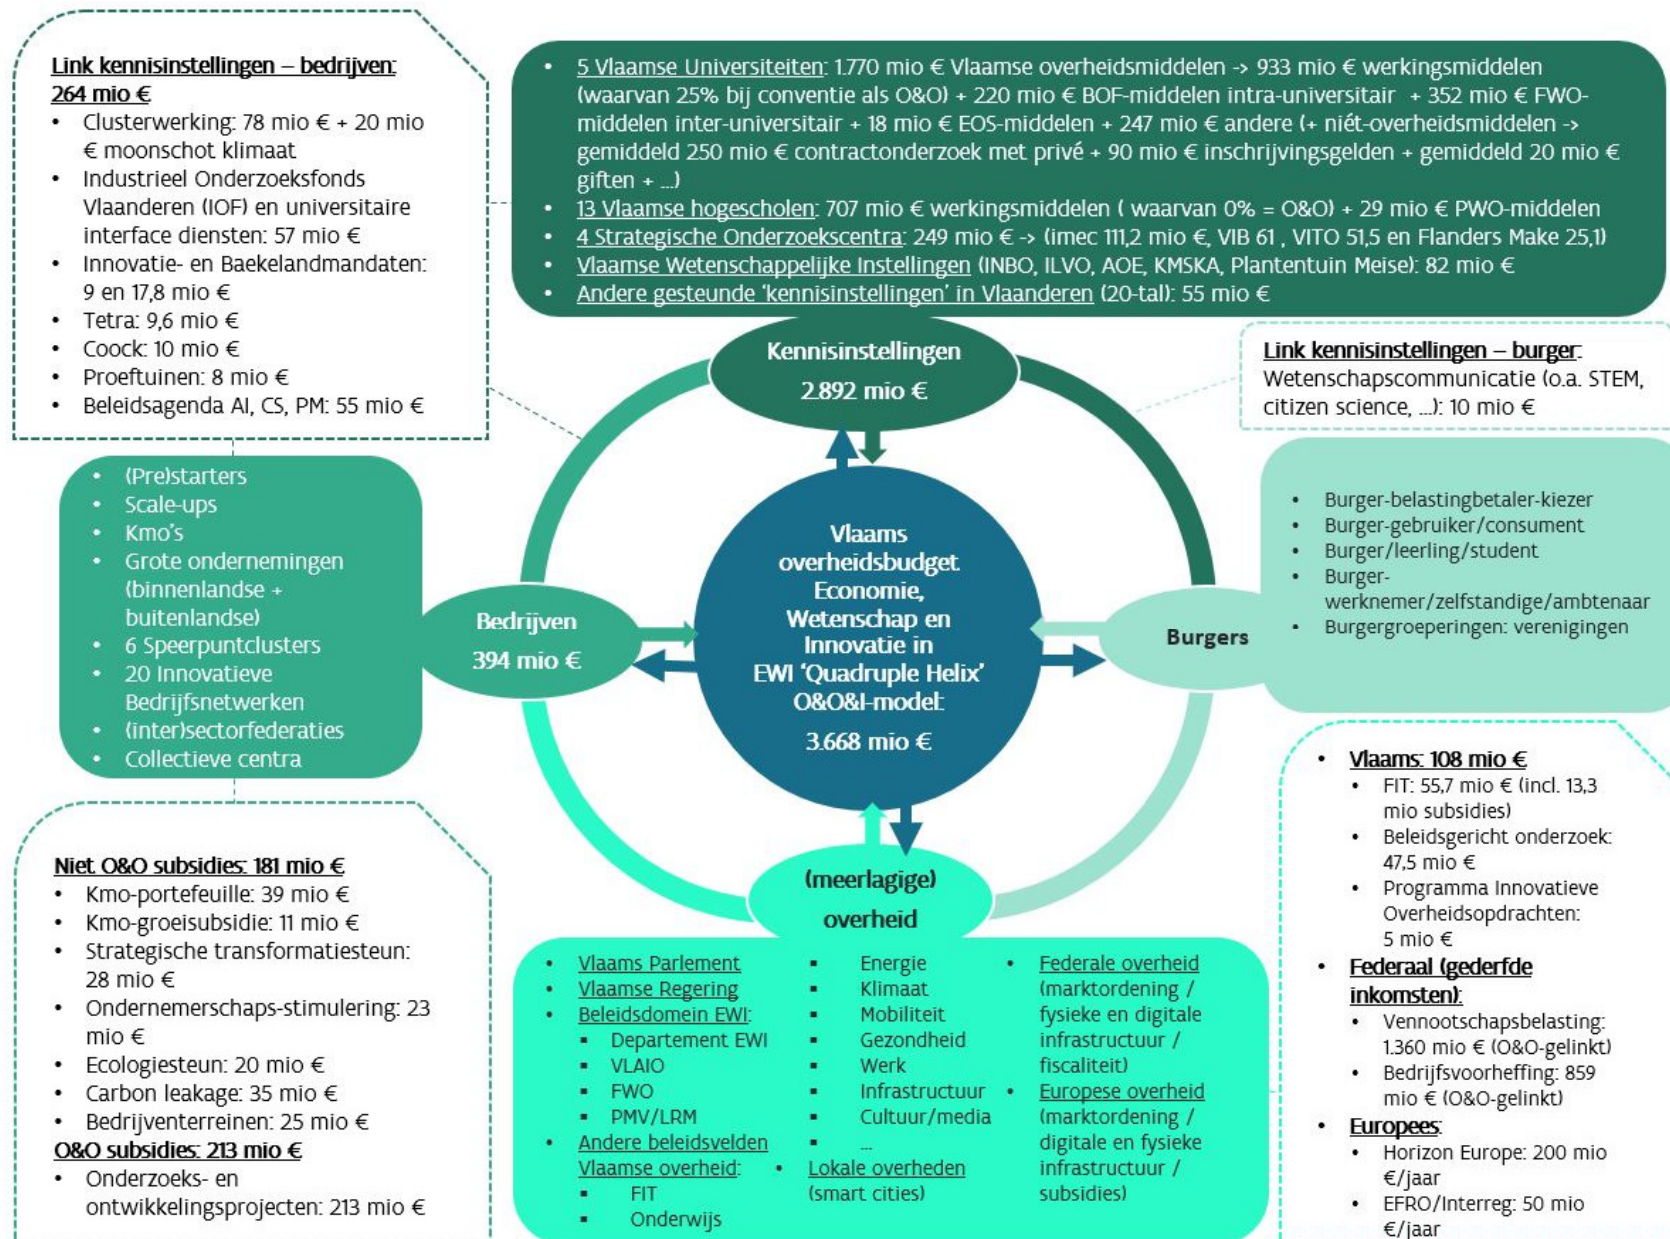 Link kennisinstellingen – bedrijven:
264 mio €
• Clusterwerking: 78 mio € + 20 mio
€ moonschot klimaat
• Industrieel Onderzoeksfonds
Vlaanderen (IOF) en universitaire
interface diensten: 57 mio €
• Innovatie- en Baekelandmandaten:
9 en 17,8 mio €
• Tetra: 9,6 mio €
• Coock: 10 mio €
• Proeftuinen: 8 mio €
• Beleidsagenda AI, CS, PM: 55 mio €
• 5 Vlaamse Universiteiten: 1.770 mio € Vlaamse overheidsmiddelen -> 933 mio € werkingsmiddelen
(waarvan 25% bij conventie als O&O) + 220 mio € BOF-middelen intra-universitair + 352 mio € FWO-
middelen inter-universitair + 18 mio € EOS-middelen + 247 mio € andere (+ niét-overheidsmiddelen ->
gemiddeld 250 mio € contractonderzoek met privé + 90 mio € inschrijvingsgelden + gemiddeld 20 mio €
giften + ...)
• 13 Vlaamse hogescholen: 707 mio € werkingsmiddelen ( waarvan 0% = O&O) + 29 mio € PWO-middelen
• 4 Strategische Onderzoekscentra: 249 mio € -> (imec 111,2 mio €, VIB 61 , VITO 51,5 en Flanders Make 25,1)
• Vlaamse Wetenschappelijke Instellingen (INBO, ILVO, AOE, KMSKA, Plantentuin Meise): 82 mio €
• Andere gesteunde 'kennisinstellingen' in Vlaanderen (20-tal): 55 mio €
Kennisinstellingen
2.892 mio €
Link kennisinstellingen – burger:
Wetenschapscommunicatie (o.a. STEM,
citizen science, ...): 10 mio €
• (Pre)starters
• Scale-ups
• Kmo's
• Grote ondernemingen
(binnenlandse +
buitenlandse)
• 6 Speerpuntclusters
• 20 Innovatieve
Bedrijfsnetwerken
• (inter)sectorfederaties
• Collectieve centra
Bedrijven
394 mio €
Vlaams
overheidsbudget
Economie,
Wetenschap en
Innovatie in
EWI 'Quadruple Helix'
O&O&I-model:
3.668 mio €
Burgers
• Burger-belastingbetaler-kiezer
• Burger-gebruiker/consument
• Burger/leerling/student
• Burger-
werknemer/zelfstandige/ambtenaar
• Burgergroeperingen: verenigingen
Niet O&O subsidies: 181 mio €
• Kmo-portefeuille: 39 mio €
• Kmo-groeisubsidie: 11 mio €
• Strategische transformatiesteun:
28 mio €
• Ondernemerschaps-stimulering: 23
mio €
• Ecologiesteun: 20 mio €
• Carbon leakage: 35 mio €
• Bedrijventerreinen: 25 mio €
O&O subsidies: 213 mio €
• Onderzoeks- en
ontwikkelingsprojecten: 213 mio €
(meerlagige)
overheid
• Vlaams Parlement
• Vlaamse Regering
• Beleidsdomein EWI:
▪ Departement EWI
▪ VLAIO
▪ FWO
▪ PMV/LRM
• Andere beleidsvelden
Vlaamse overheid:
▪ FIT
▪ Onderwijs
▪ Energie
▪ Klimaat
▪ Mobiliteit
▪ Gezondheid
▪ Werk
▪ Infrastructuur
▪ Cultuur/media
▪ ...
• Lokale overheden
(smart cities)
• Federale overheid
(marktordening /
fysieke en digitale
infrastructuur /
fiscaliteit)
• Europese overheid
(marktordening /
digitale en fysieke
infrastructuur /
subsidies)
• Vlaams: 108 mio €
• FIT: 55,7 mio € (incl. 13,3
mio subsidies)
• Beleidsgericht onderzoek:
47,5 mio €
• Programma Innovatieve
Overheidsopdrachten:
5 mio €
• Federaal (gederfde
inkomsten):
• Vennootschapsbelasting:
1.360 mio € (O&O-gelinkt)
• Bedrijfsvoorheffing: 859
mio € (O&O-gelinkt)
• Europees:
• Horizon Europe: 200 mio
€/jaar
• EFRO/Interreg: 50 mio
€/jaar